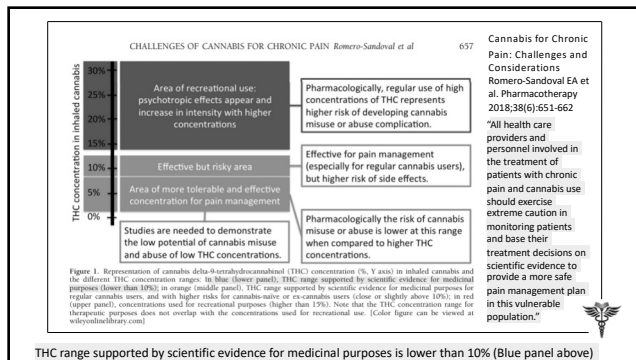 CHALLENGES OF CANNABIS FOR CHRONIC PAIN Romero-Sandoval et al 657
THC concentration in inhaled cannabis
30%
25%
20%
15%
10%
5%
0%
Area of recreational use:
psychotropic effects appear and
increase in intensity with higher
concentrations
Pharmacologically, regular use of high
concentrations of THC represents
higher risk of developing cannabis
misuse or abuse complication.
Effective but risky area
Effective for pain management
(especially for regular cannabis users),
but higher risk of side effects.
Area of more tolerable and effective
concentration for pain management
Studies are needed to demonstrate
the low potential of cannabis misuse
and abuse of low THC concentrations.
Pharmacologically the risk of cannabis
misuse or abuse is lower at this range
when compared to higher THC
concentrations.
Figure 1. Representation of cannabis delta-9-tetrahydrocannabinol (THC) concentration (%, Y axis) in inhaled cannabis and
the different THC concentration ranges: In blue (lower panel), THC range supported by scientific evidence for medicinal
purposes (lower than 10%); in orange (middle panel), THC range supported by scientific evidence for medicinal purposes for
regular cannabis users, and with higher risks for cannabis-naïve or ex-cannabis users (close or slightly above 10%); in red
(upper panel), concentrations used for recreational purposes (higher than 15%). Note that the THC concentration range for
therapeutic purposes does not overlap with the concentrations used for recreational use. [Color figure can be viewed at
wileyonlinelibrary.com]
Cannabis for Chronic
Pain: Challenges and
Considerations
Romero-Sandoval EA et
al. Pharmacotherapy
2018;38(6):651-662
“All health care
providers and
personnel involved in
the treatment of
patients with chronic
pain and cannabis use
should exercise
extreme caution in
monitoring patients
and base their
treatment decisions on
scientific evidence to
provide a more safe
pain management plan
in this vulnerable
population.”
THC range supported by scientific evidence for medicinal purposes is lower than 10% (Blue panel above)